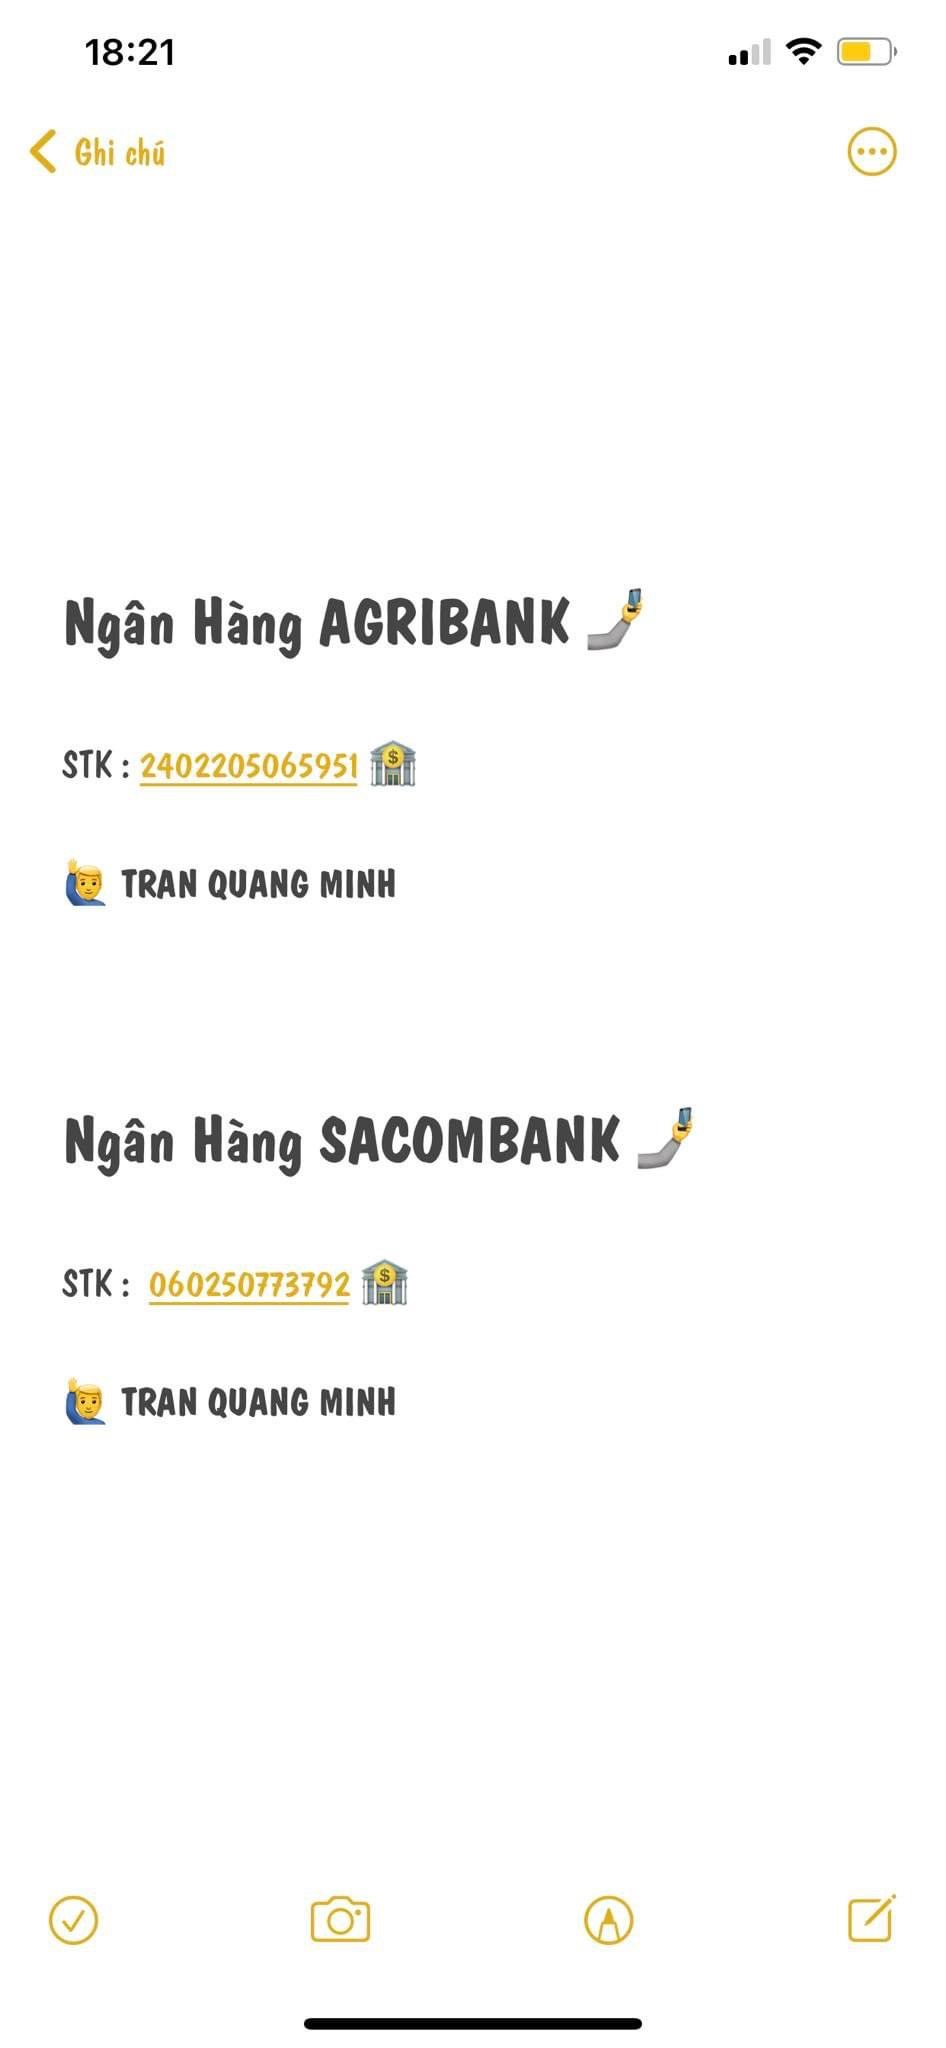 18:21
Ghi chú
Ngân Hàng AGRIBANK 🤳
STK : 2402205065951 🏦
🙋‍♂️ TRAN QUANG MINH
Ngân Hàng SACOMBANK 🤳
STK : 060250773792 🏦
🙋‍♂️ TRAN QUANG MINH